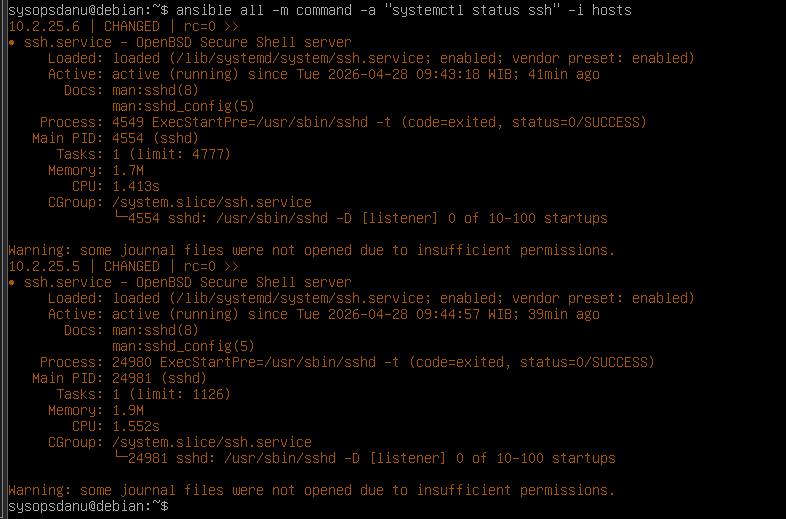 sysopsdanu@debian:~$ ansible all -m command -a "systemctl status ssh" -i hosts
10.2.25.6 | CHANGED | rc=0 >>
● ssh.service - OpenBSD Secure Shell server
     Loaded: loaded (/lib/systemd/system/ssh.service; enabled; vendor preset: enabled)
     Active: active (running) since Tue 2026-04-28 09:43:18 WIB; 41min ago
       Docs: man:sshd(8)
             man:sshd_config(5)
    Process: 4549 ExecStartPre=/usr/sbin/sshd -t (code=exited, status=0/SUCCESS)
   Main PID: 4554 (sshd)
      Tasks: 1 (limit: 4777)
     Memory: 1.7M
        CPU: 1.413s
     CGroup: /system.slice/ssh.service
             └─4554 sshd: /usr/sbin/sshd -D [listener] 0 of 10-100 startups
Warning: some journal files were not opened due to insufficient permissions.
10.2.25.5 | CHANGED | rc=0 >>
● ssh.service - OpenBSD Secure Shell server
     Loaded: loaded (/lib/systemd/system/ssh.service; enabled; vendor preset: enabled)
     Active: active (running) since Tue 2026-04-28 09:44:57 WIB; 39min ago
       Docs: man:sshd(8)
             man:sshd_config(5)
    Process: 24980 ExecStartPre=/usr/sbin/sshd -t (code=exited, status=0/SUCCESS)
   Main PID: 24981 (sshd)
      Tasks: 1 (limit: 1126)
     Memory: 1.9M
        CPU: 1.552s
     CGroup: /system.slice/ssh.service
             └─24981 sshd: /usr/sbin/sshd -D [listener] 0 of 10-100 startups
Warning: some journal files were not opened due to insufficient permissions.
sysopsdanu@debian:~$